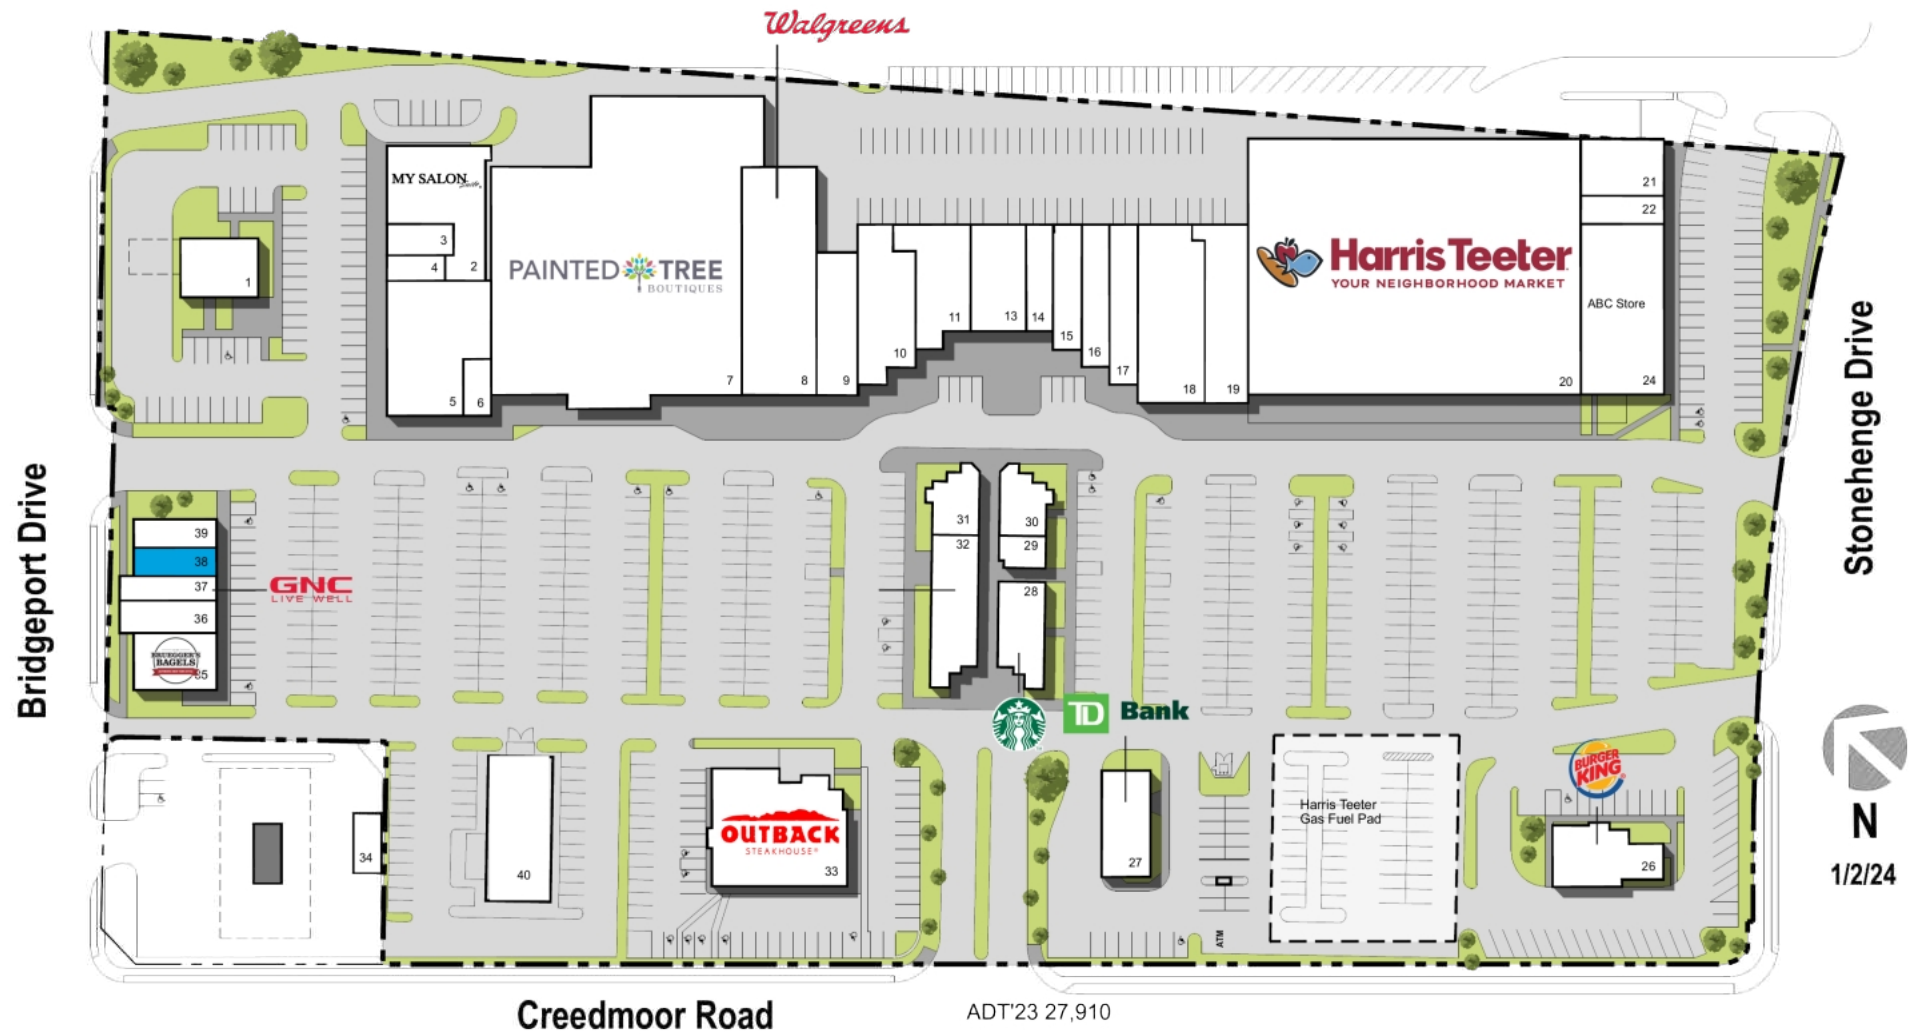 Walgreens
MY SALON
Suite
3
4
2
1
5
6
PAINTED TREE
BOUTIQUES
7
8
9
10
11
13
14
15
16
17
18
19
Harris Teeter
YOUR NEIGHBORHOOD MARKET
20
21
22
ABC Store
24
Bridgeport Drive
Stonehenge Drive
39
38
37
GNC
LIVE WELL
36
BRUEGGER'S
BAGELS
35
31
32
30
29
28
TD Bank
34
40
OUTBACK
STEAKHOUSE
33
27
ATM
Harris Teeter
Gas Fuel Pad
BURGER
KING
26
N
1/2/24
Creedmoor Road
ADT'23 27,910